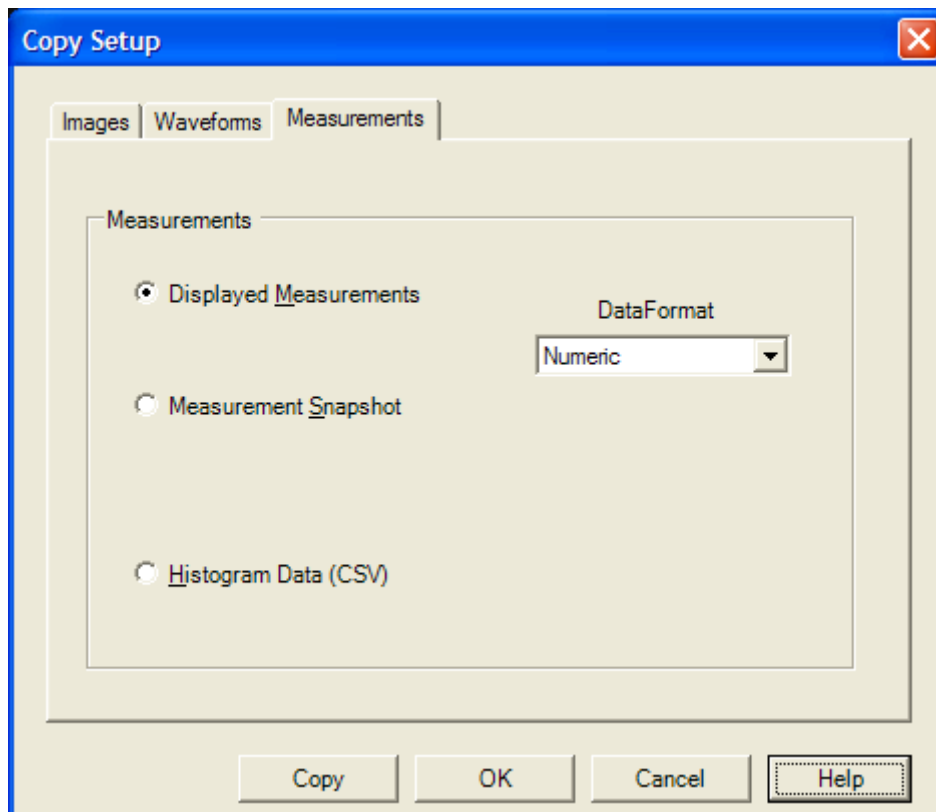 Copy Setup
Images Waveforms Measurements
Measurements
Displayed Measurements
DataFormat
Numeric
Measurement Snapshot
Histogram Data (CSV)
Copy OK Cancel Help